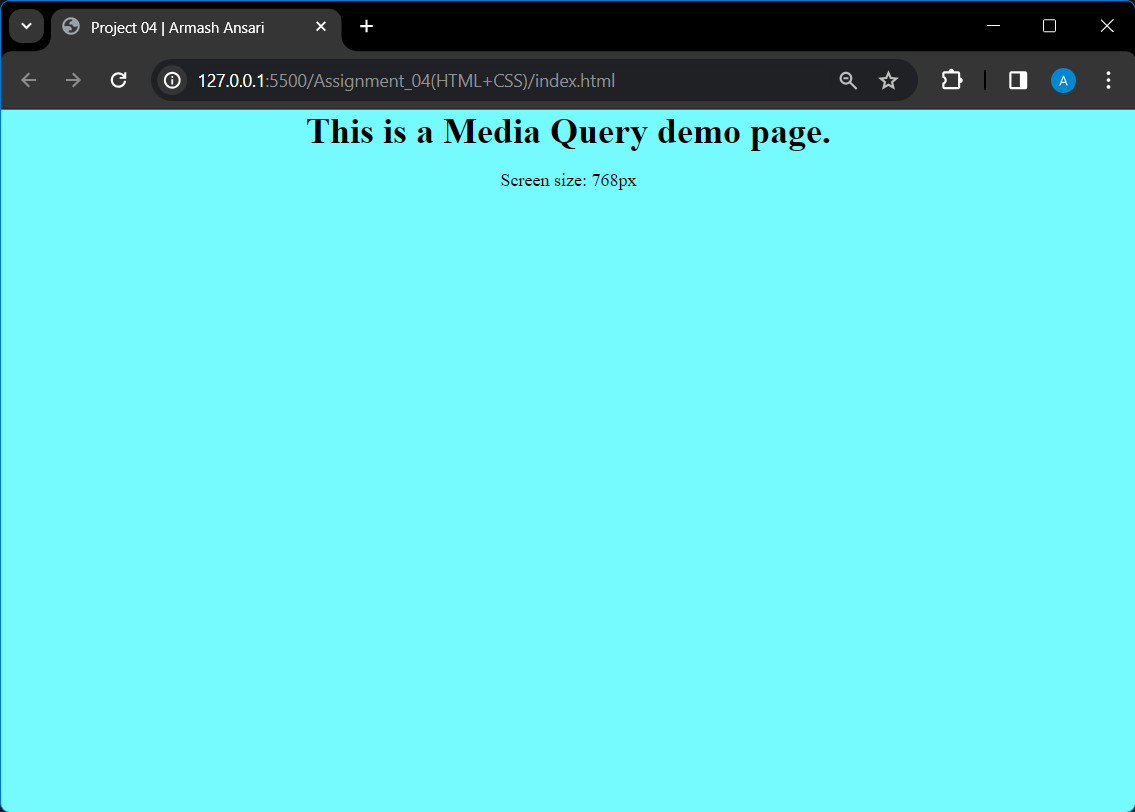 Project 04 | Armash Ansari
127.0.0.1:5500/Assignment_04(HTML+CSS)/index.html
A
This is a Media Query demo page.
Screen size: 768px